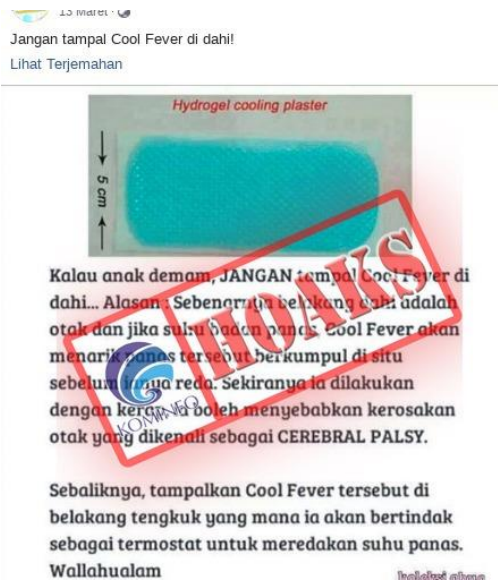 13 Maret
Jangan tampal Cool Fever di dahi!
Lihat Terjemahan
Hydrogel cooling plaster
5 cm
Kalau anak demam, JANGAN tampal Cool Fever di
dahi... Alasan : Sebenarnya belakang dahi adalah
otak dan jika suhu badan panas, Cool Fever akan
menarik panas tersebut berkumpul di situ
sebelum ianya reda. Sekiranya ia dilakukan
dengan kerap, ia boleh menyebabkan kerosakan
otak yang dikenali sebagai CEREBRAL PALSY.
HOAKS
KOMINFO
Sebaliknya, tampalkan Cool Fever tersebut di
belakang tengkuk yang mana ia akan bertindak
sebagai termostat untuk meredakan suhu panas.
Wallahualam